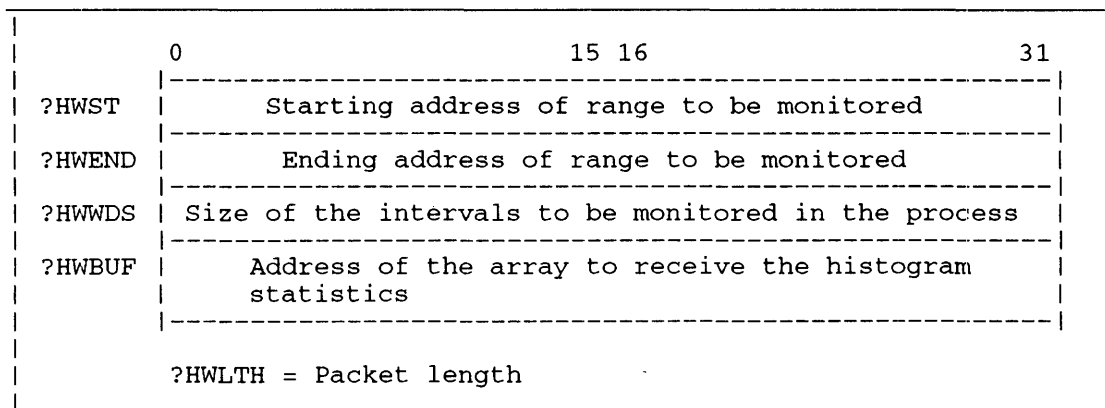 0 15 16 31
?HWST Starting address of range to be monitored
?HWEND Ending address of range to be monitored
?HWWDS Size of the intervals to be monitored in the process
?HWBUF Address of the array to receive the histogram
statistics
?HWLTH = Packet length